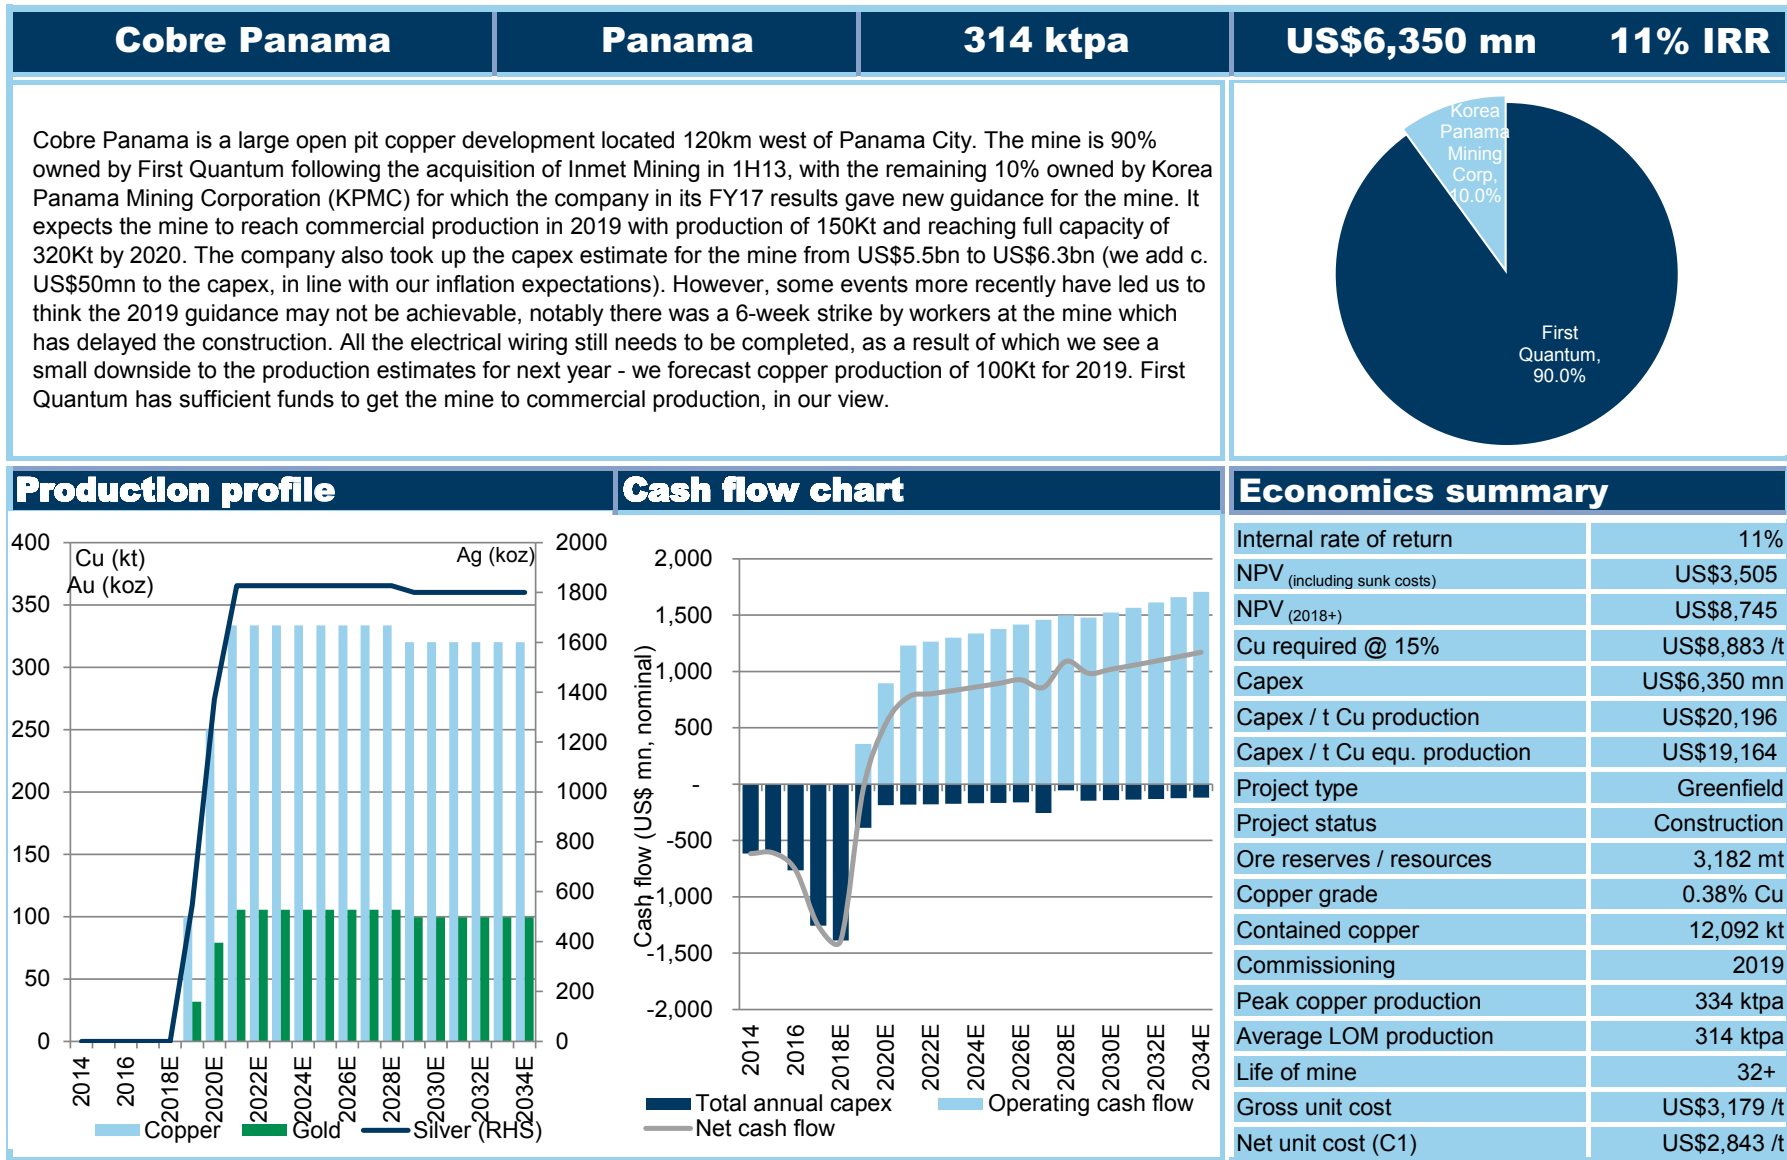 Cobre Panama
Panama
314 ktpa
US$6,350 mn
11% IRR
Cobre Panama is a large open pit copper development located 120km west of Panama City. The mine is 90%
owned by First Quantum following the acquisition of Inmet Mining in 1H13, with the remaining 10% owned by Korea
Panama Mining Corporation (KPMC) for which the company in its FY17 results gave new guidance for the mine. It
expects the mine to reach commercial production in 2019 with production of 150Kt and reaching full capacity of
320Kt by 2020. The company also took up the capex estimate for the mine from US$5.5bn to US$6.3bn (we add c.
US$50mn to the capex, in line with our inflation expectations). However, some events more recently have led us to
think the 2019 guidance may not be achievable, notably there was a 6-week strike by workers at the mine which
has delayed the construction. All the electrical wiring still needs to be completed, as a result of which we see a
small downside to the production estimates for next year - we forecast copper production of 100Kt for 2019. First
Quantum has sufficient funds to get the mine to commercial production, in our view.
Korea
Panama
Mining
Corp,
10.0%
First
Quantum,
90.0%
Production profile
400
350
300
250
200
150
100
50
0
Cu (kt)
Au (koz)
Ag (koz)
2000
1800
1600
1400
1200
1000
800
600
400
200
0
2014
2016
2018E
2020E
2022E
2024E
2026E
2028E
2030E
2032E
2034E
Copper
Gold
Silver (RHS)
Cash flow chart
Cash flow (US$ mn, nominal)
2,000
1,500
1,000
500
-
-500
-1,000
-1,500
-2,000
2014
2016
2018E
2020E
2022E
2024E
2026E
2028E
2030E
2032E
2034E
Total annual capex
Operating cash flow
Net cash flow
Economics summary
Internal rate of return 11%
NPV (including sunk costs) US$3,505
NPV (2018+) US$8,745
Cu required @ 15% US$8,883 /t
Capex US$6,350 mn
Capex / t Cu production US$20,196
Capex / t Cu equ. production US$19,164
Project type Greenfield
Project status Construction
Ore reserves / resources 3,182 mt
Copper grade 0.38% Cu
Contained copper 12,092 kt
Commissioning 2019
Peak copper production 334 ktpa
Average LOM production 314 ktpa
Life of mine 32+
Gross unit cost US$3,179 /t
Net unit cost (C1) US$2,843 /t